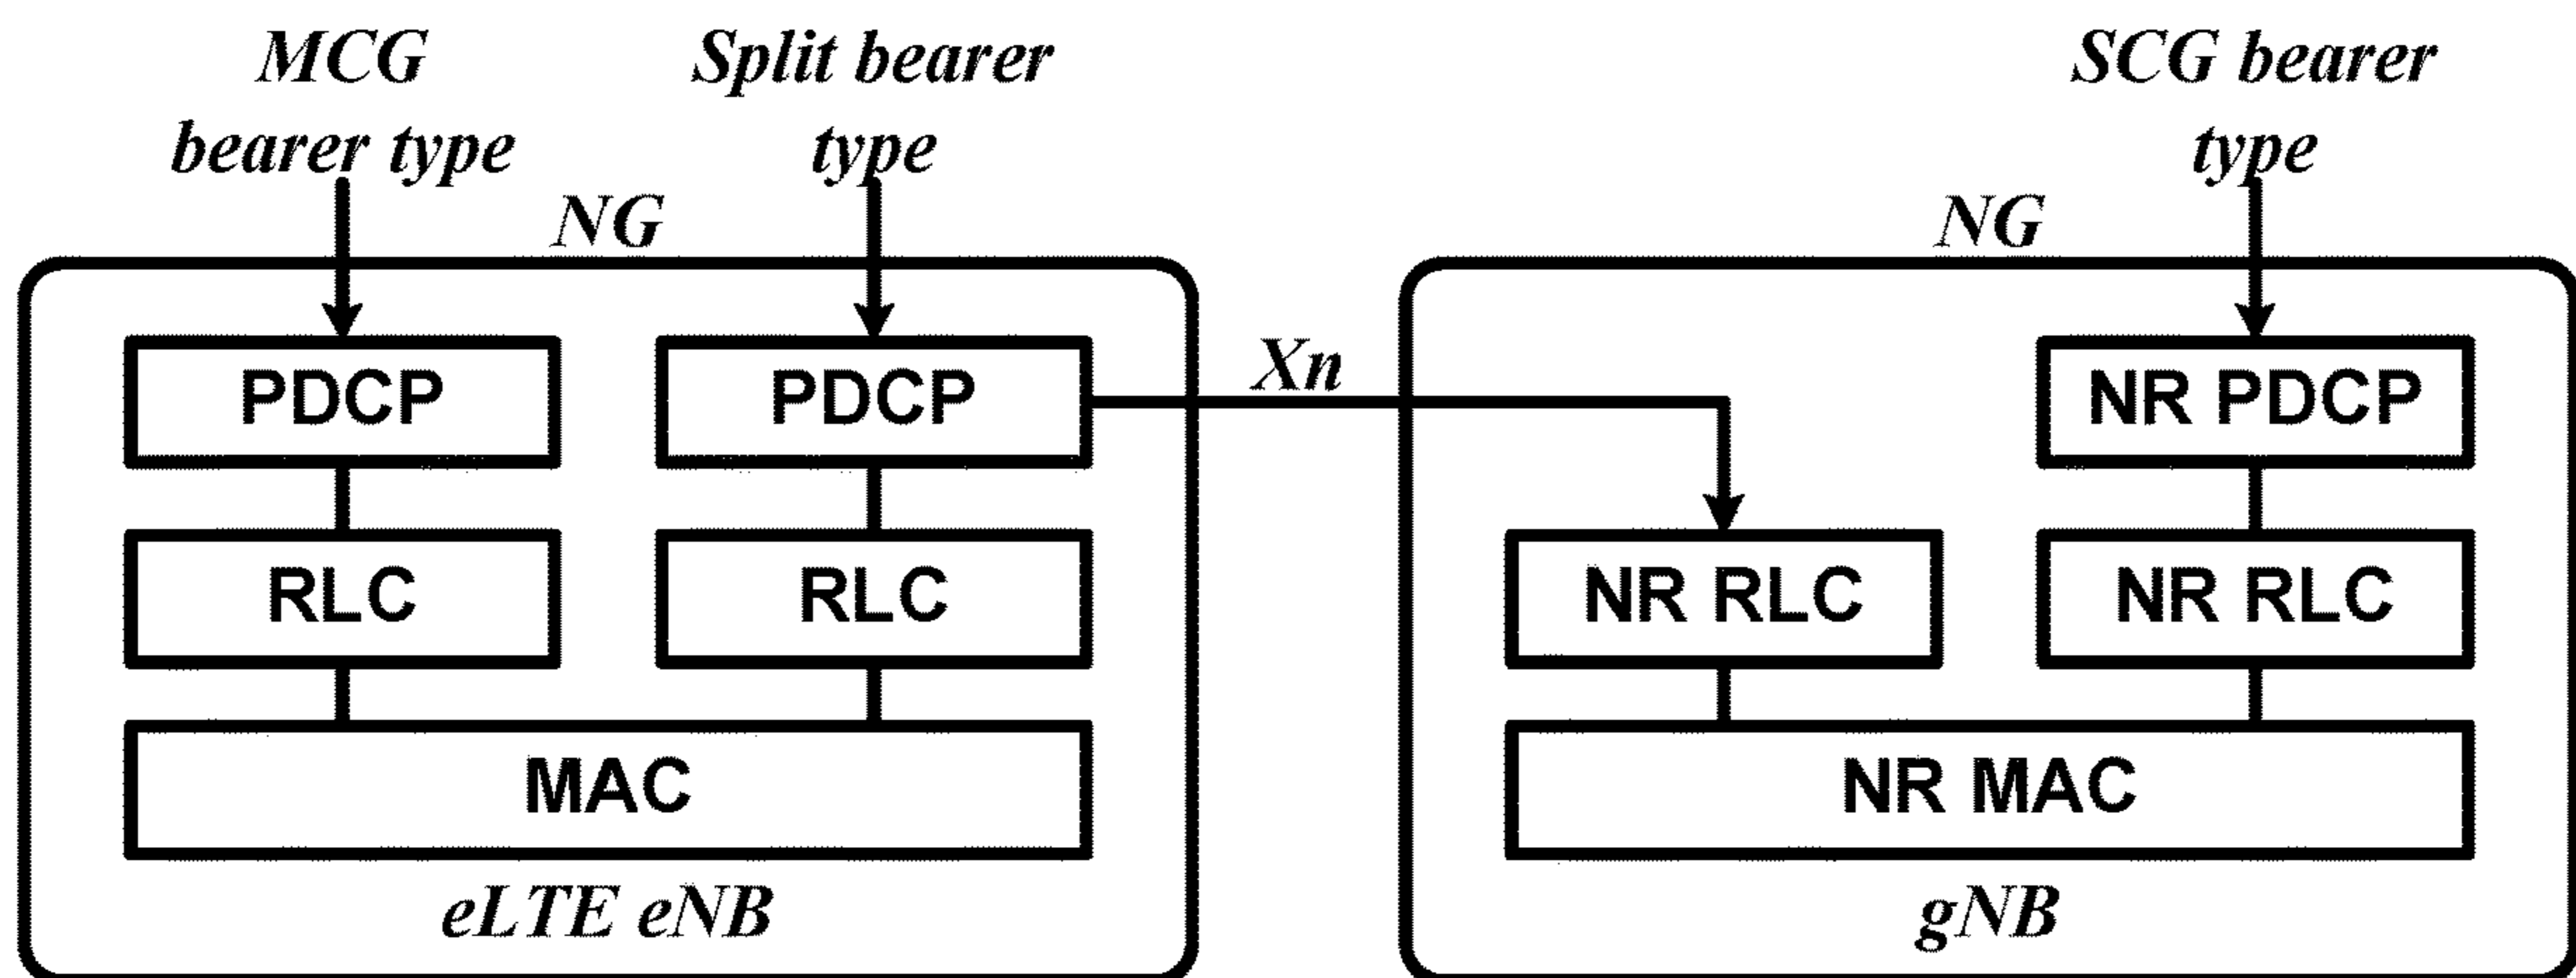 MCG
bearer type
Split bearer
type
SCG bearer
type
NG
NG
Xn
PDCP
PDCP
NR PDCP
RLC
RLC
NR RLC
NR RLC
MAC
NR MAC
eLTE eNB
gNB